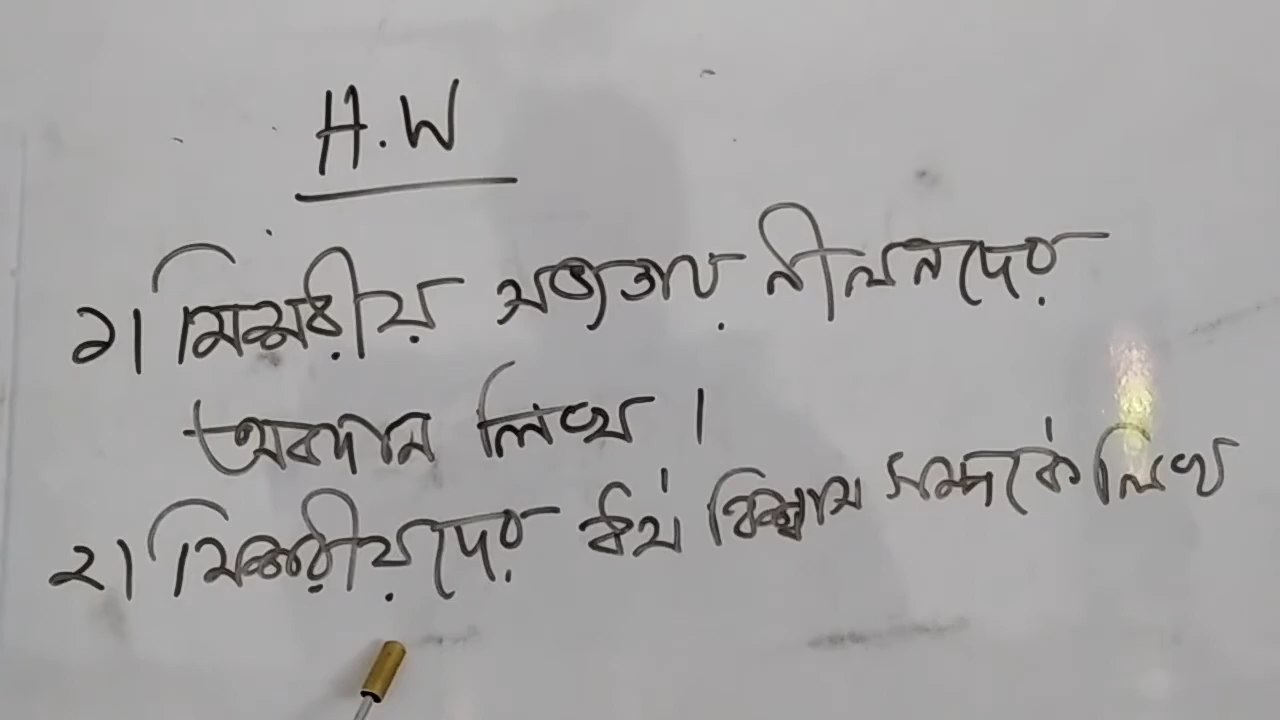 H.W
১। মিশরীয় সভ্যতায় নীলনদের
অবদান লিখ ।
২। মিশরীয়দের ধর্ম বিশ্বাস সম্পর্কে লিখ